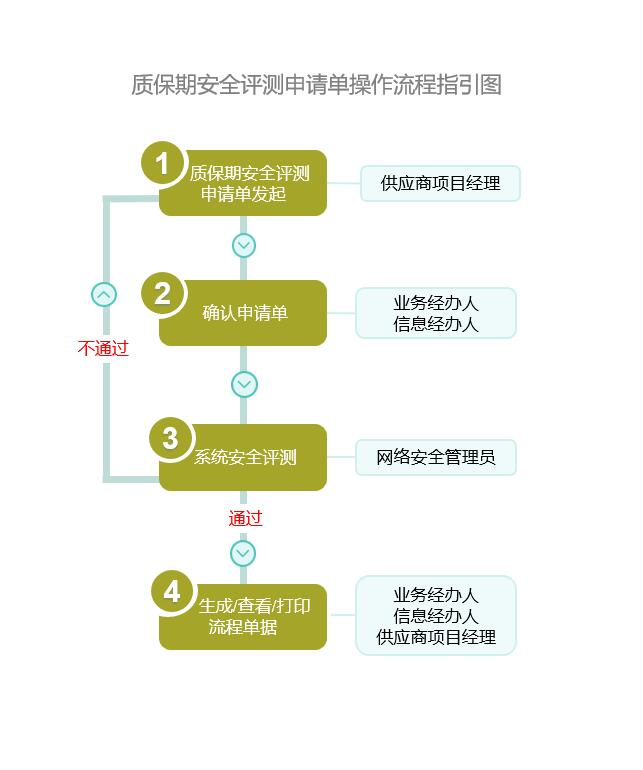 质保期安全评测申请单操作流程指引图
1
质保期安全评测
申请单发起
供应商项目经理
2
确认申请单
业务经办人
信息经办人
不通过
3
系统安全评测
网络安全管理员
通过
4
生成/查看/打印
流程单据
业务经办人
信息经办人
供应商项目经理